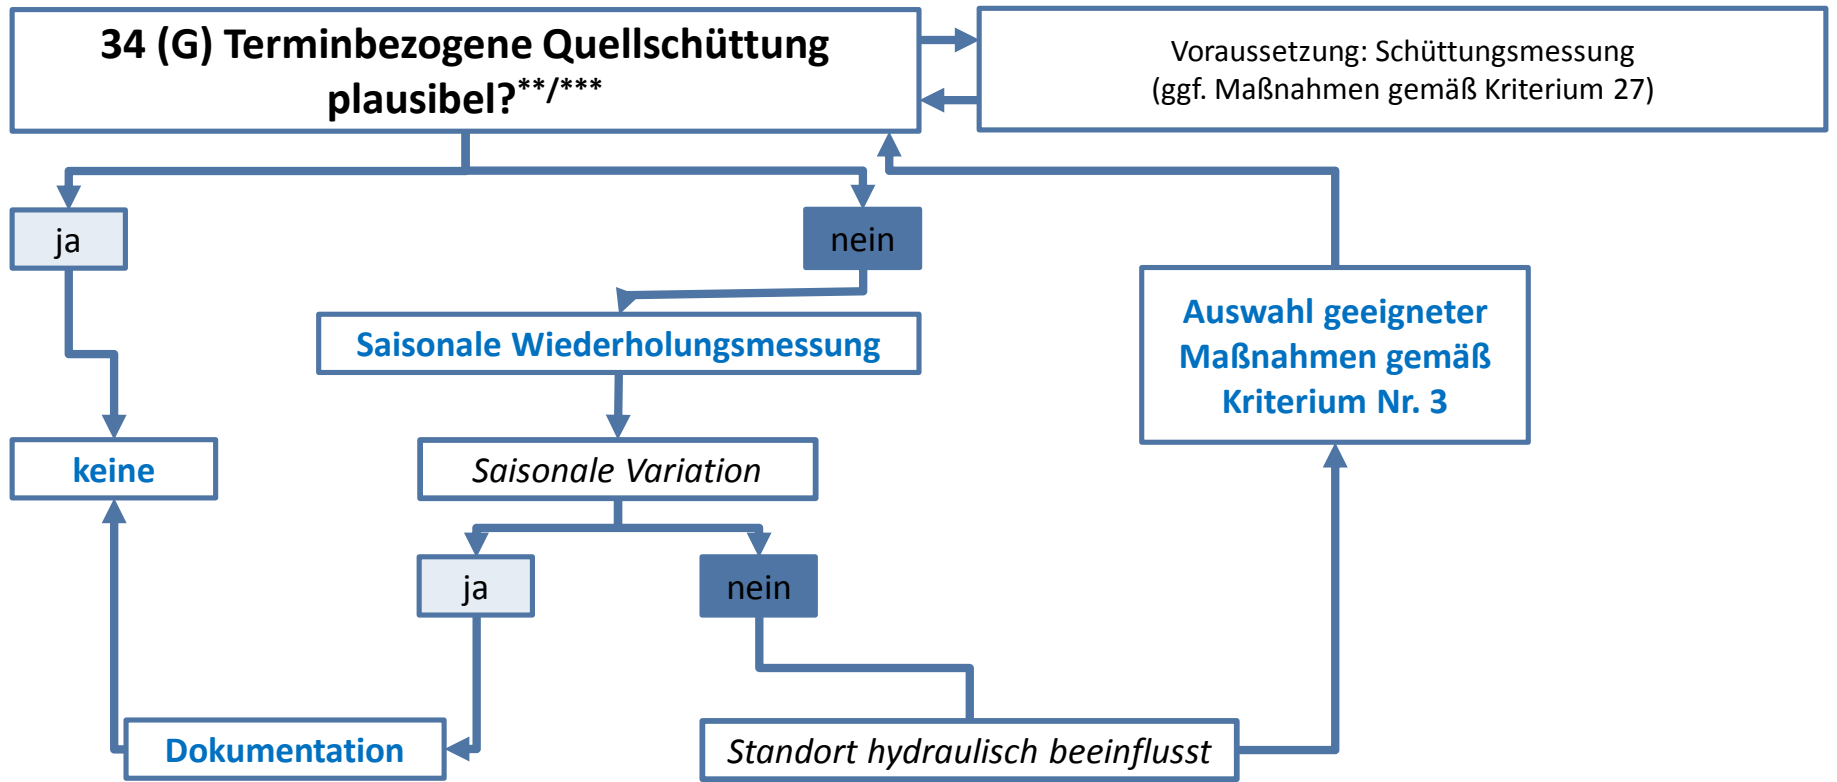 34 (G) Terminbezogene Quellschüttung
plausibel?**/***
Voraussetzung: Schüttungsmessung
(ggf. Maßnahmen gemäß Kriterium 27)
ja
nein
Saisonale Wiederholungsmessung
Auswahl geeigneter
Maßnahmen gemäß
Kriterium Nr. 3
keine
Saisonale Variation
ja
nein
Dokumentation
Standort hydraulisch beeinflusst